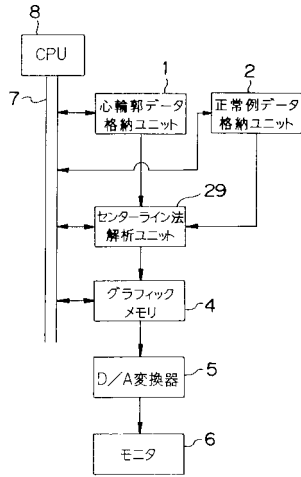 8
CPU
7
1
心輪郭データ
格納ユニット
2
正常例データ
格納ユニット
29
センターライン法
解析ユニット
グラフィック
メモリ
4
D/A変換器
5
モニタ
6